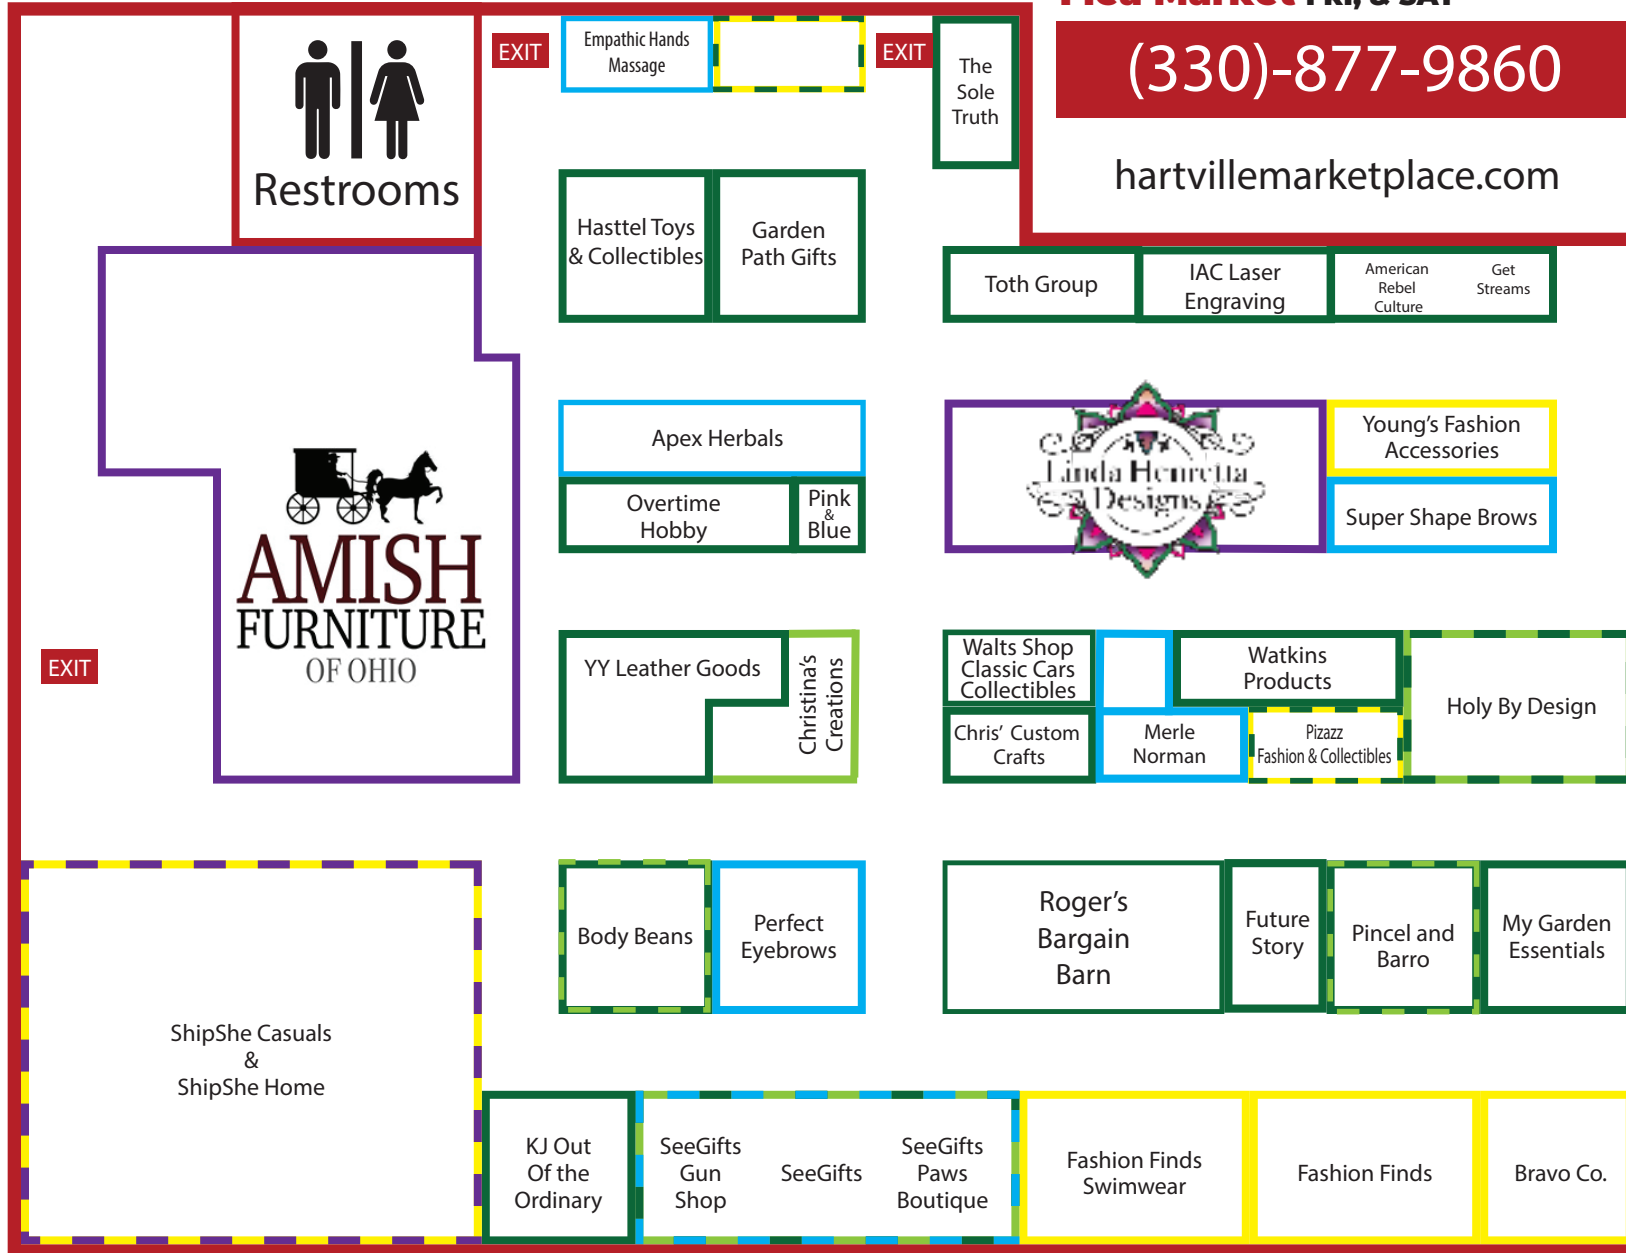 Flea Market FRI, & SAT
(330)-877-9860
hartvillemarketplace.com
EXIT
Empathic Hands
Massage
EXIT
The
Sole
Truth
Restrooms
Hasttel Toys
& Collectibles
Garden
Path Gifts
Toth Group
IAC Laser
Engraving
American
Rebel
Culture
Get
Streams
Apex Herbals
Overtime
Hobby
Pink
&
Blue
Linda Henretta
Designs
Young's Fashion
Accessories
Super Shape Brows
AMISH
FURNITURE
OF OHIO
EXIT
YY Leather Goods
Christina's
Creations
Walts Shop
Classic Cars
Collectibles
Watkins
Products
Holy By Design
Chris' Custom
Crafts
Merle
Norman
Pizazz
Fashion & Collectibles
Body Beans
Perfect
Eyebrows
Roger's
Bargain
Barn
Future
Story
Pincel and
Barro
My Garden
Essentials
ShipShe Casuals
&
ShipShe Home
KJ Out
Of the
Ordinary
SeeGifts
Gun
Shop
SeeGifts
SeeGifts
Paws
Boutique
Fashion Finds
Swimwear
Fashion Finds
Bravo Co.